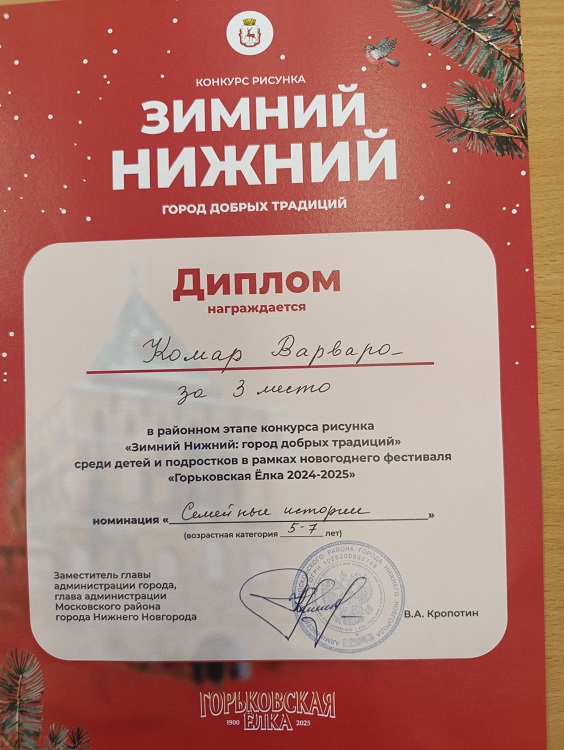 КОНКУРС РИСУНКА
ЗИМНИЙ
НИЖНИЙ
ГОРОД ДОБРЫХ ТРАДИЦИЙ
Диплом
награждается
Комар Варвара
за 3 место
в районном этапе конкурса рисунка
«Зимний Нижний: город добрых традиций»
среди детей и подростков в рамках новогоднего фестиваля
«Горьковская Ёлка 2024-2025»
номинация «Семейные истории»
(возрастная категория 5-7 лет)
Заместитель главы
администрации города,
глава администрации
Московского района
города Нижнего Новгорода
В.А. Кропотин
ГОРЬКОВСКАЯ
1900 ЁЛКА 2025